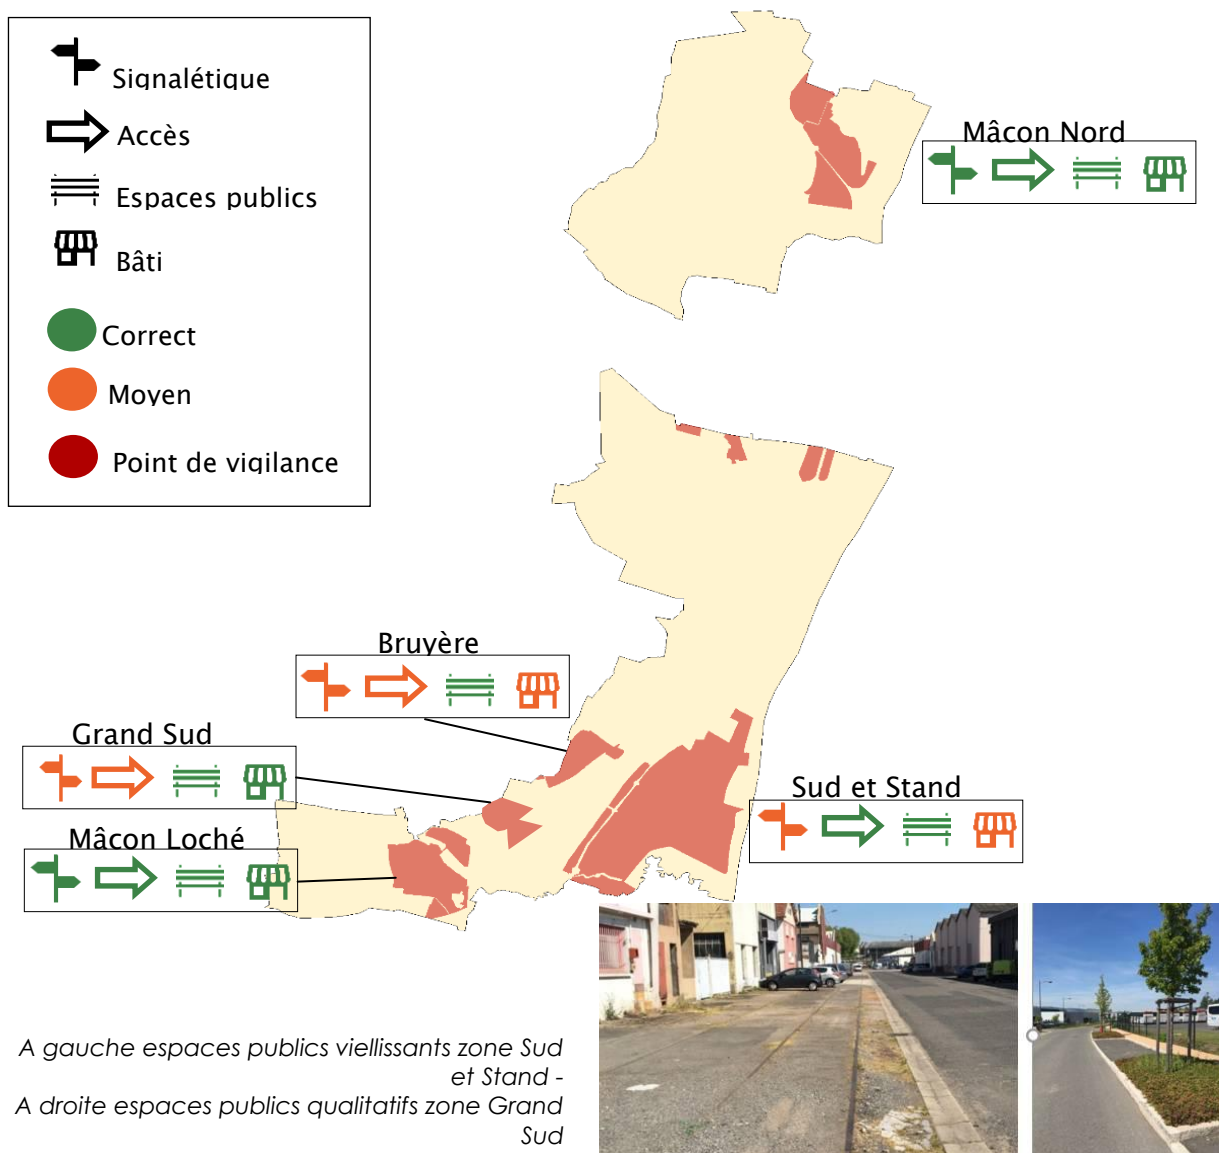 Signalétique
Accès
Espaces publics
Bâti
Correct
Moyen
Point de vigilance
Mâcon Nord
Bruyère
Grand Sud
Mâcon Loché
Sud et Stand
A gauche espaces publics viellissants zone Sud
et Stand -
A droite espaces publics qualitatifs zone Grand
Sud